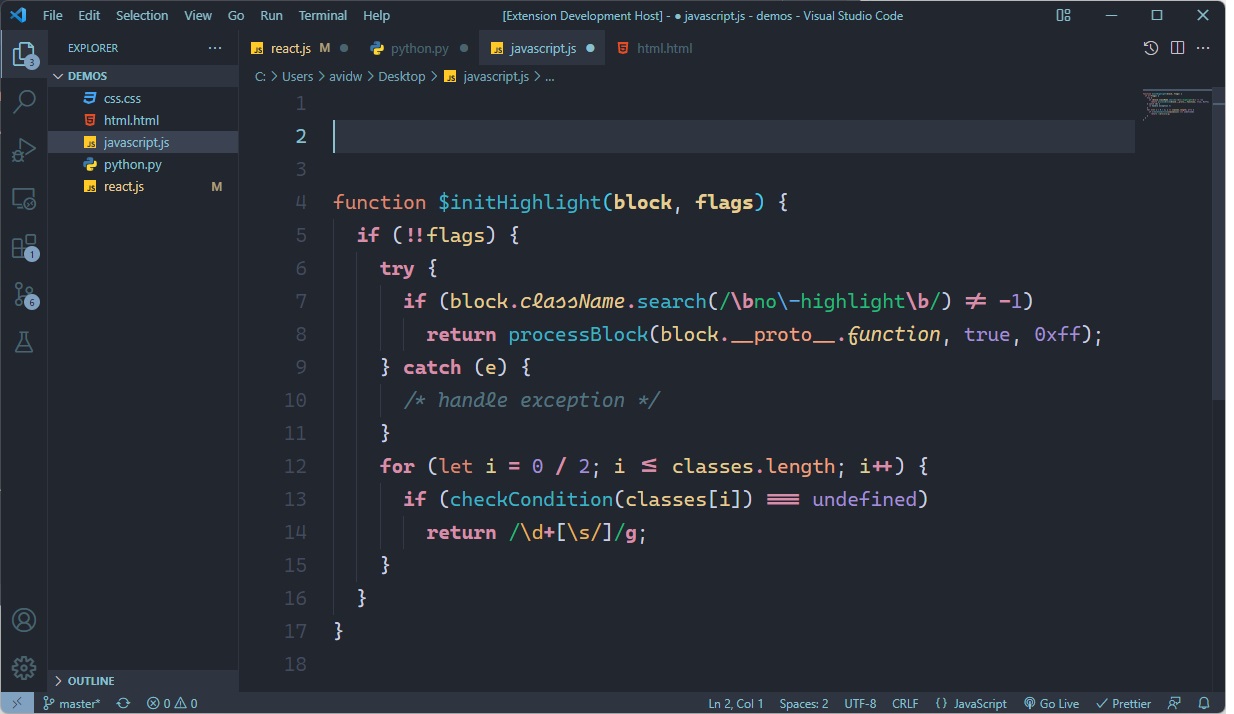 File Edit Selection View Go Run Terminal Help [Extension Development Host] - ● javascript.js - demos - Visual Studio Code
EXPLORER ···
react.js M ● python.py ● javascript.js ● html.html ···
DEMOS
C: > Users > avidw > Desktop > javascript.js > ...
css.css
html.html
javascript.js
python.py
react.js M
3
1
6
1
2
3
4 function $initHighlight(block, flags) {
5 if (!!flags) {
6 try {
7 if (block.className.search(/\bno\-highlight\b/) ≠ -1)
8 return processBlock(block.__proto__.function, true, 0xff);
9 } catch (e) {
10 /* handle exception */
11 }
12 for (let i = 0 / 2; i ≤ classes.length; i++) {
13 if (checkCondition(classes[i]) ≡ undefined)
14 return /\d+[\s/]/g;
15 }
16 }
17 }
18
OUTLINE
master* 0 0 Ln 2, Col 1 Spaces: 2 UTF-8 CRLF {} JavaScript Go Live Prettier